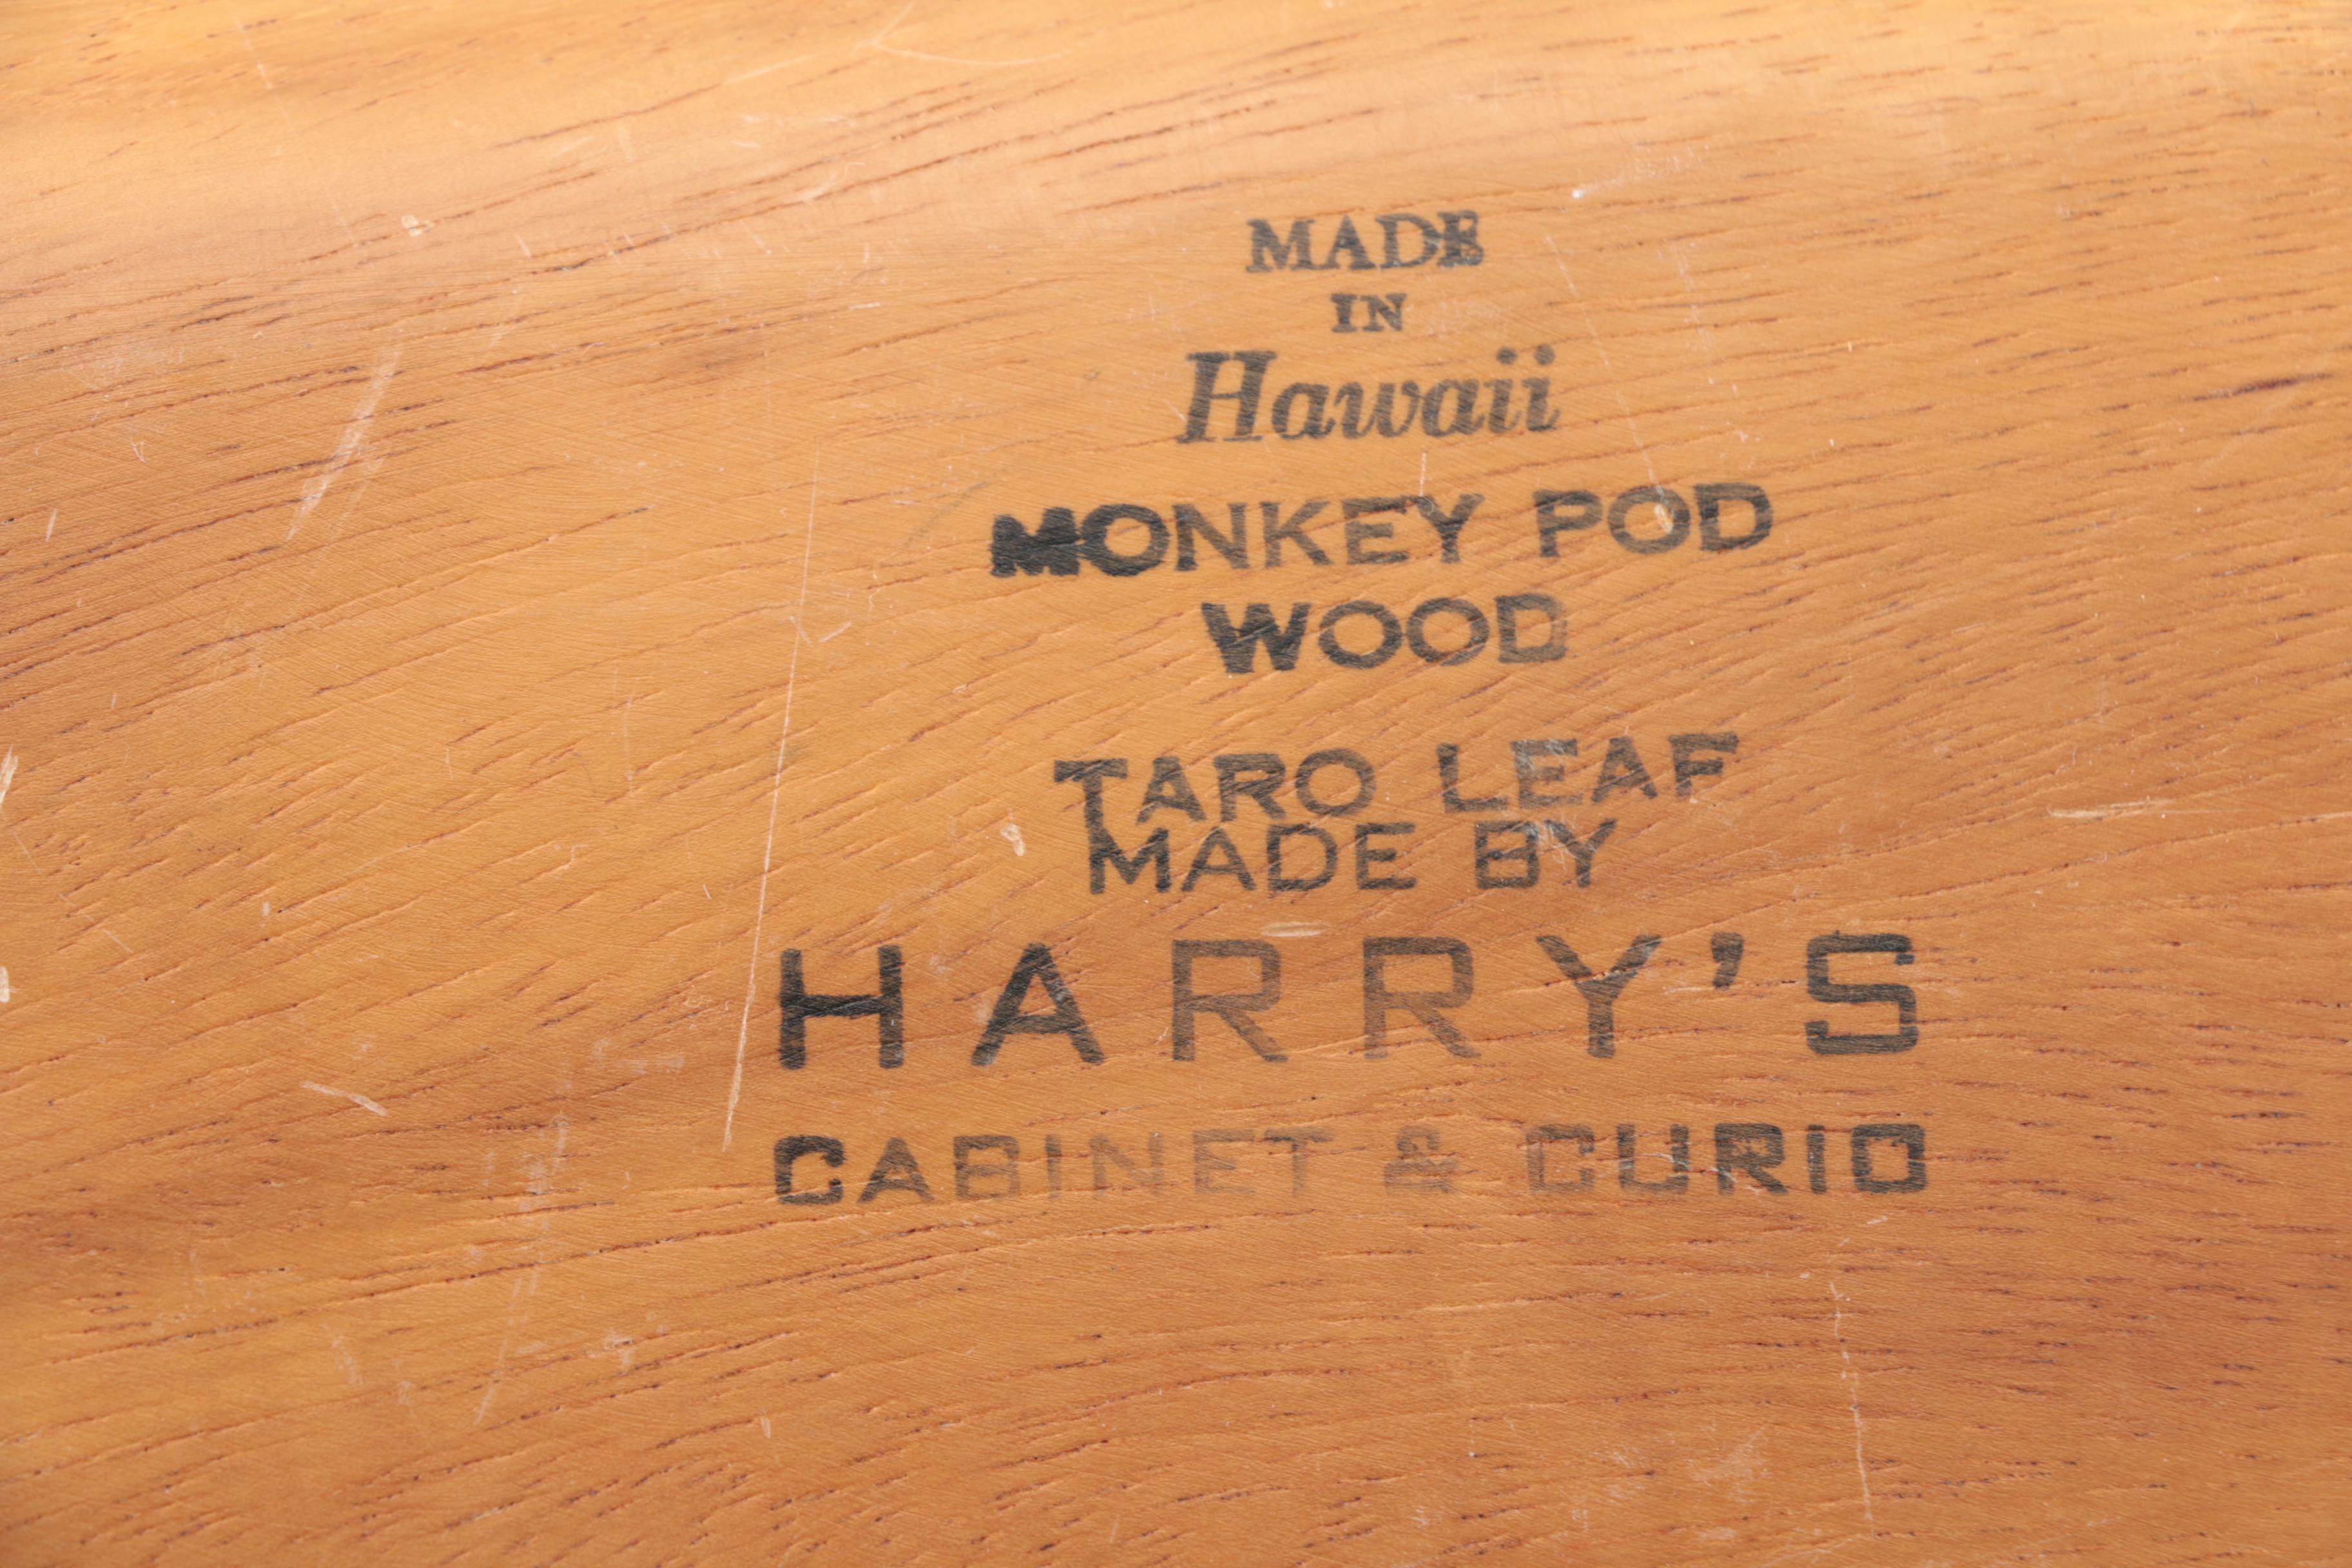 MADE
IN
Hawaii
MONKEY POD
WOOD
TARO LEAF
MADE BY
HARRY'S
CABINET & CURIO